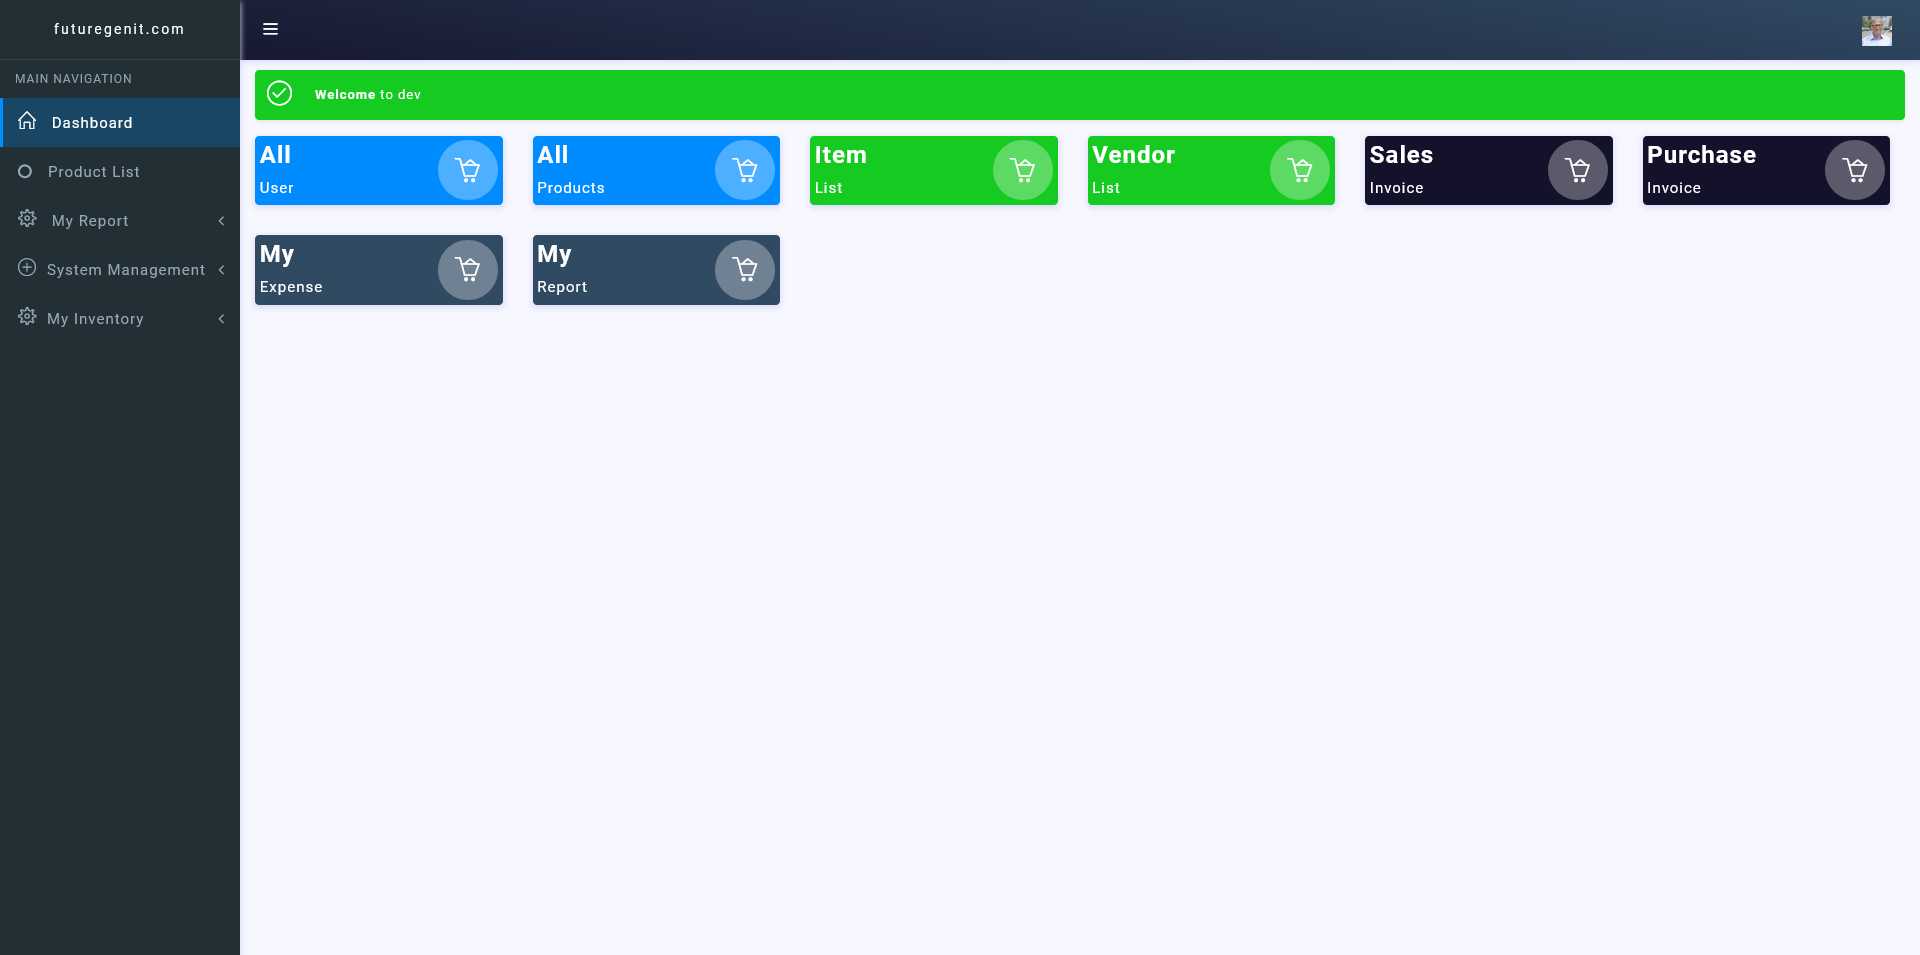 futuregenit.com
MAIN NAVIGATION
Dashboard
Product List
My Report
System Management
My Inventory
Welcome to dev
All
User
All
Products
Item
List
Vendor
List
Sales
Invoice
Purchase
Invoice
My
Expense
My
Report